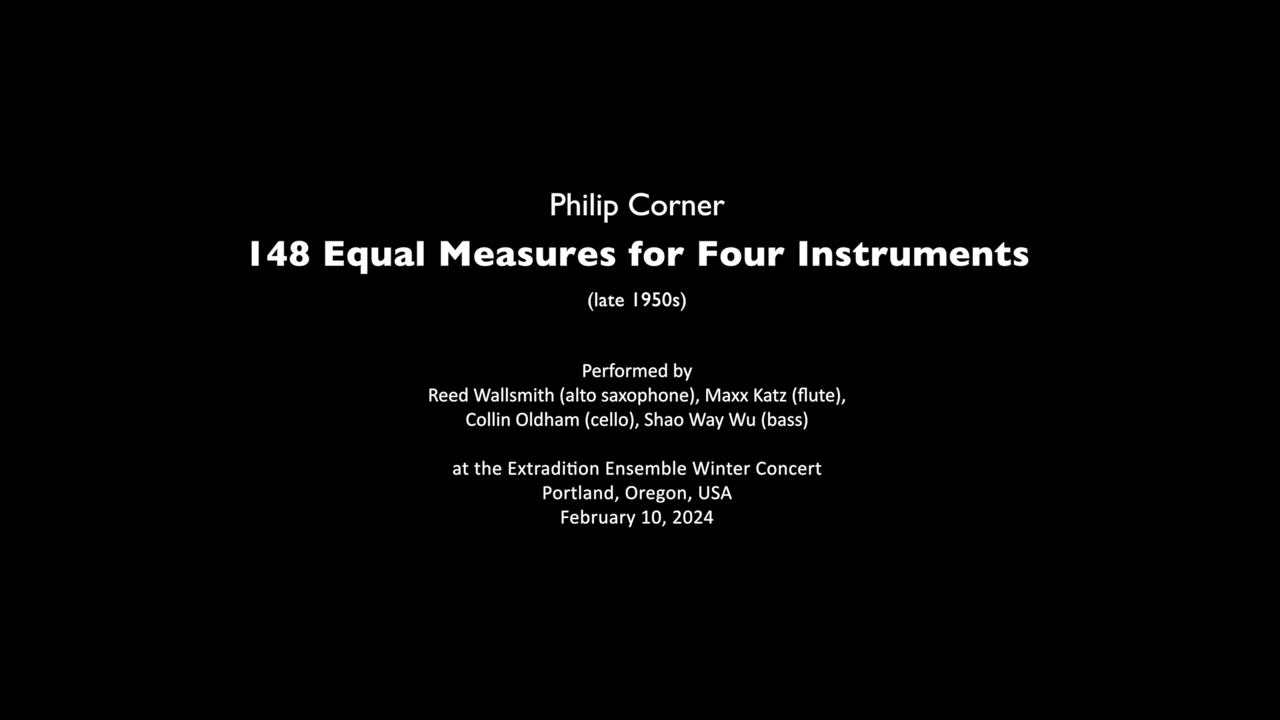 Philip Corner
148 Equal Measures for Four Instruments
(late 1950s)
Performed by
Reed Wallsmith (alto saxophone), Maxx Katz (flute),
Collin Oldham (cello), Shao Way Wu (bass)
at the Extradition Ensemble Winter Concert
Portland, Oregon, USA
February 10, 2024